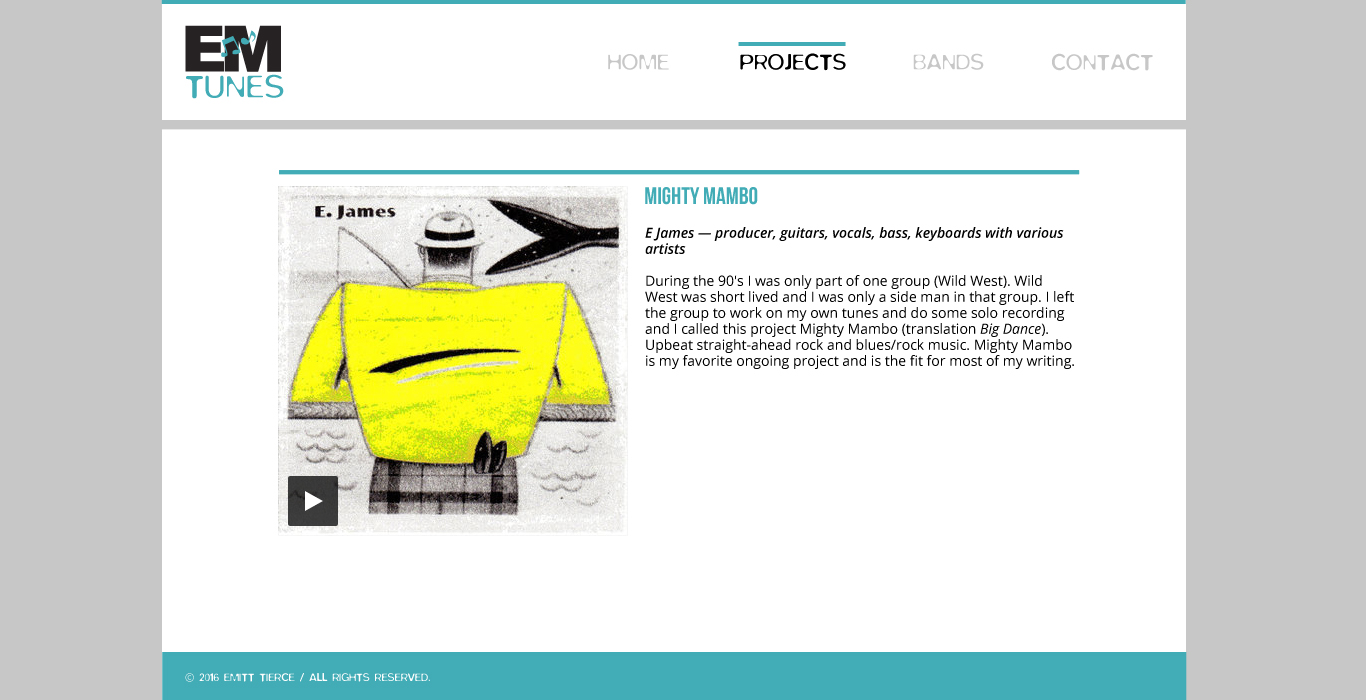 EM
TUNES
HOME
PROJECTS
BANDS
CONTACT
E. James
MIGHTY MAMBO
E James — producer, guitars, vocals, bass, keyboards with various
artists
During the 90's I was only part of one group (Wild West). Wild
West was short lived and I was only a side man in that group. I left
the group to work on my own tunes and do some solo recording
and I called this project Mighty Mambo (translation Big Dance).
Upbeat straight-ahead rock and blues/rock music. Mighty Mambo
is my favorite ongoing project and is the fit for most of my writing.
© 2016 EMITT TIERCE / ALL RIGHTS RESERVED.